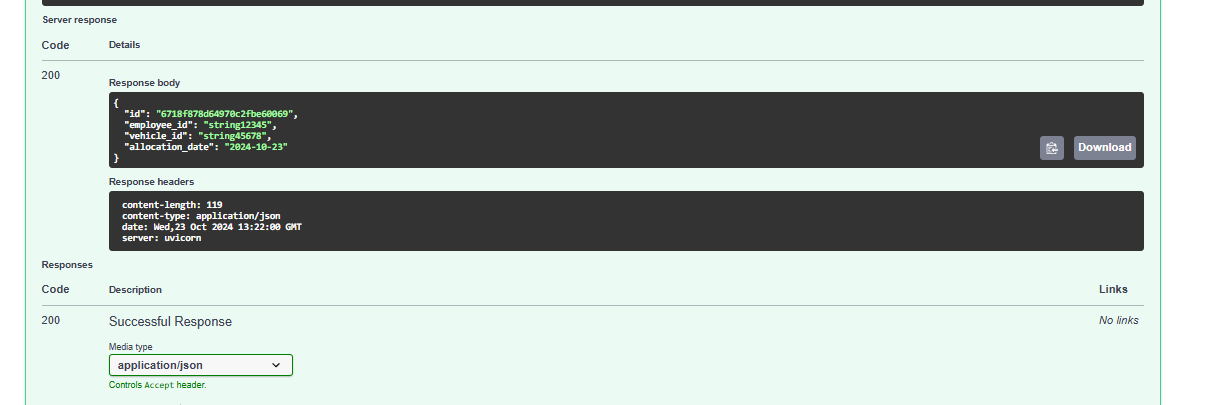 Server response
Code Details
200
Response body
{
  "id": "6718f878d64970c2fbe60069",
  "employee_id": "string12345",
  "vehicle_id": "string45678",
  "allocation_date": "2024-10-23"
}
Download
Response headers
content-length: 119
content-type: application/json
date: Wed,23 Oct 2024 13:22:00 GMT
server: uvicorn
Responses
Code Description Links
200 Successful Response No links
Media type
application/json
Controls Accept header.